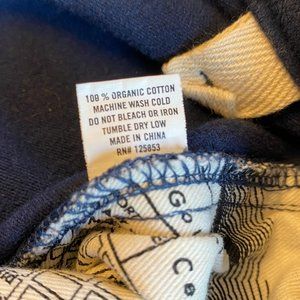 100 % ORGANIC COTTON
MACHINE WASH COLD
DO NOT BLEACH OR IRON
TUMBLE DRY LOW
MADE IN CHINA
RN# 125853
Go